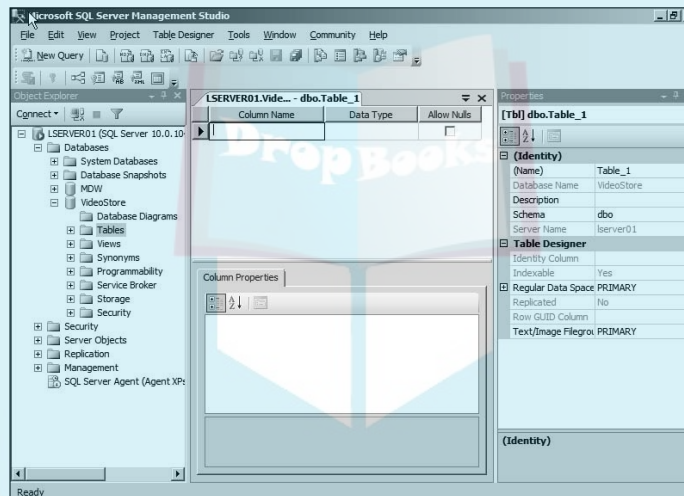 Microsoft SQL Server Management Studio
File Edit View Project Table Designer Tools Window Community Help
New Query
Object Explorer
Connect
LSERVER01 (SQL Server 10.0.10
Databases
System Databases
Database Snapshots
MDW
VideoStore
Database Diagrams
Tables
Views
Synonyms
Programmability
Service Broker
Storage
Security
Security
Server Objects
Replication
Management
SQL Server Agent (Agent XPs
LSERVER01.Vide... - dbo.Table_1
Column Name Data Type Allow Nulls
DropBooks
Column Properties
Properties
[Tbl] dbo.Table_1
(Identity)
(Name) Table_1
Database Name VideoStore
Description
Schema dbo
Server Name lserver01
Table Designer
Identity Column
Indexable Yes
Regular Data Space PRIMARY
Replicated No
Row GUID Column
Text/Image Filegrou PRIMARY
(Identity)
Ready